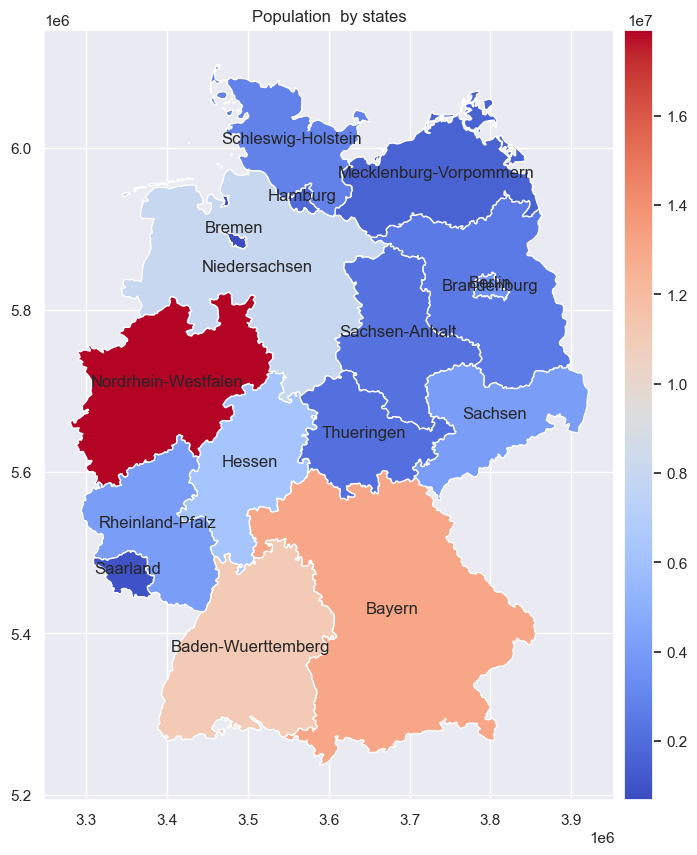 Population  by states
1e6
1e7
Schleswig-Holstein
Mecklenburg-Vorpommern
Hamburg
Bremen
Niedersachsen
Berlin
Brandenburg
Sachsen-Anhalt
Nordrhein-Westfalen
Sachsen
Thueringen
Hessen
Rheinland-Pfalz
Saarland
Bayern
Baden-Wuerttemberg
6.0
5.8
5.6
5.4
5.2
3.3 3.4 3.5 3.6 3.7 3.8 3.9
1e6
1.6
1.4
1.2
1.0
0.8
0.6
0.4
0.2